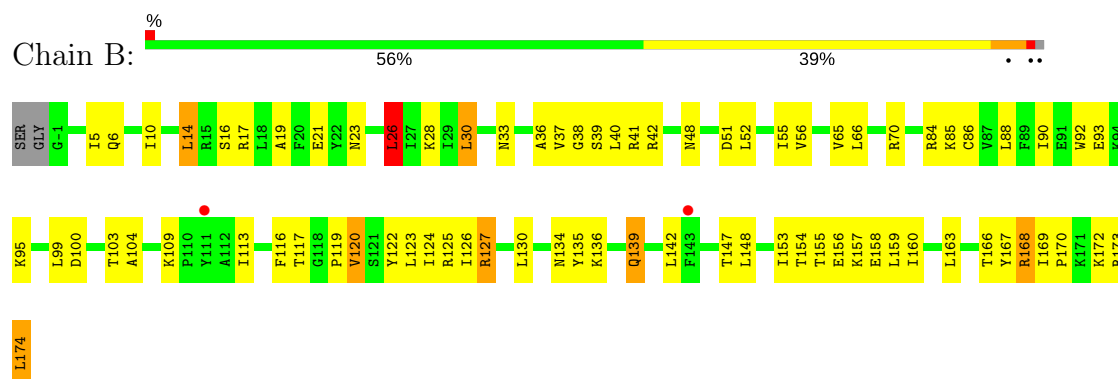 %
Chain B:
56% 39% • ••
SER GLY G-1 I5 Q6 I10 L14 R15 S16 R17 L18 A19 F20 E21 Y22 N23 L26 I27 K28 I29 L30 N33 A36 V37 G38 S39 L40 R41 R42 N48 D51 L52 I55 V56 V65 L66 R70 R84 K85 C86 V87 L88 F89 I90 E91 W92 E93 K94
K95 L99 D100 T103 A104 K109 P110 Y111 A112 I113 F116 T117 G118 P119 V120 S121 Y122 L123 I124 R125 I126 R127 L130 N134 Y135 K136 Q139 L142 F143 T147 L148 I153 T154 T155 E156 K157 E158 L159 I160 L163 T166 Y167 R168 I169 P170 K171 K172 R173
L174